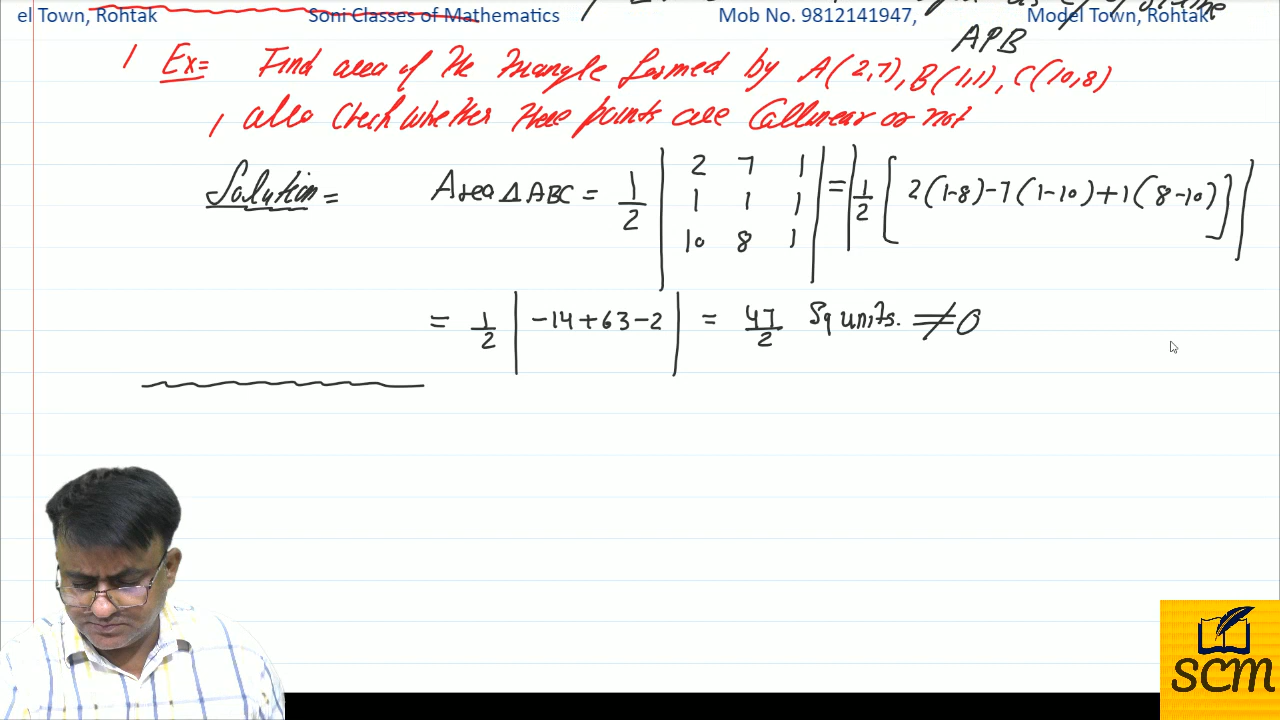 el Town, Rohtak Soni Classes of Mathematics Mob No. 9812141947, Model Town, Rohtak
APB
Ex= Find area of the triangle formed by A(2,7), B(1,1), C(10,8)
also Check whether these points are Collinear or not
Solution= Area△ABC = 1/2 | 2 7 1 | = | 1/2 [ 2(1-8)-7(1-10)+1(8-10) ] |
| 1 1 1 |
| 10 8 1 |
= 1/2 | -14+63-2 | = 47/2 Sq units. ≠ 0
SCM